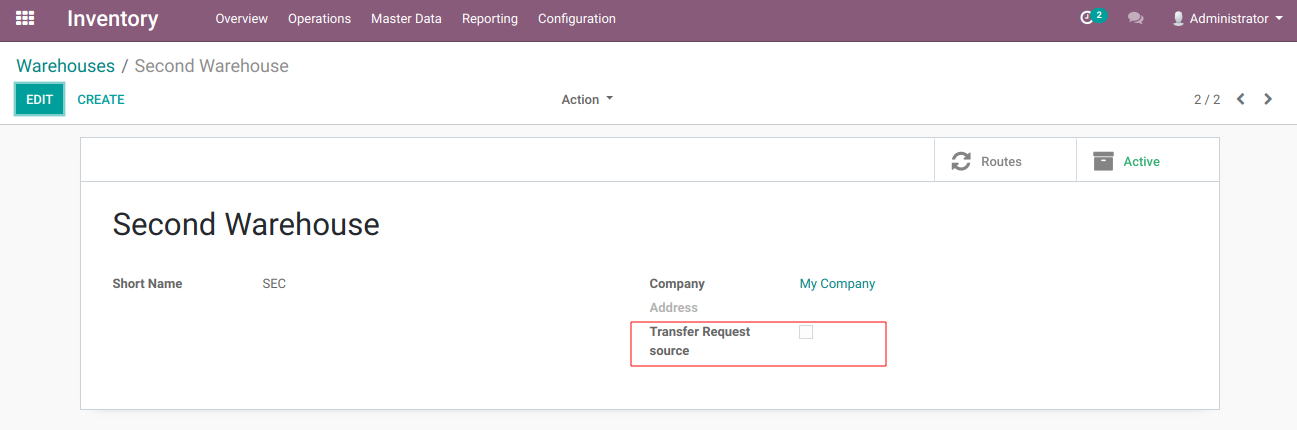 Inventory Overview Operations Master Data Reporting Configuration 2 Administrator
Warehouses / Second Warehouse
EDIT CREATE Action 2 / 2
Routes Active
Second Warehouse
Short Name SEC Company My Company
Address
Transfer Request
source